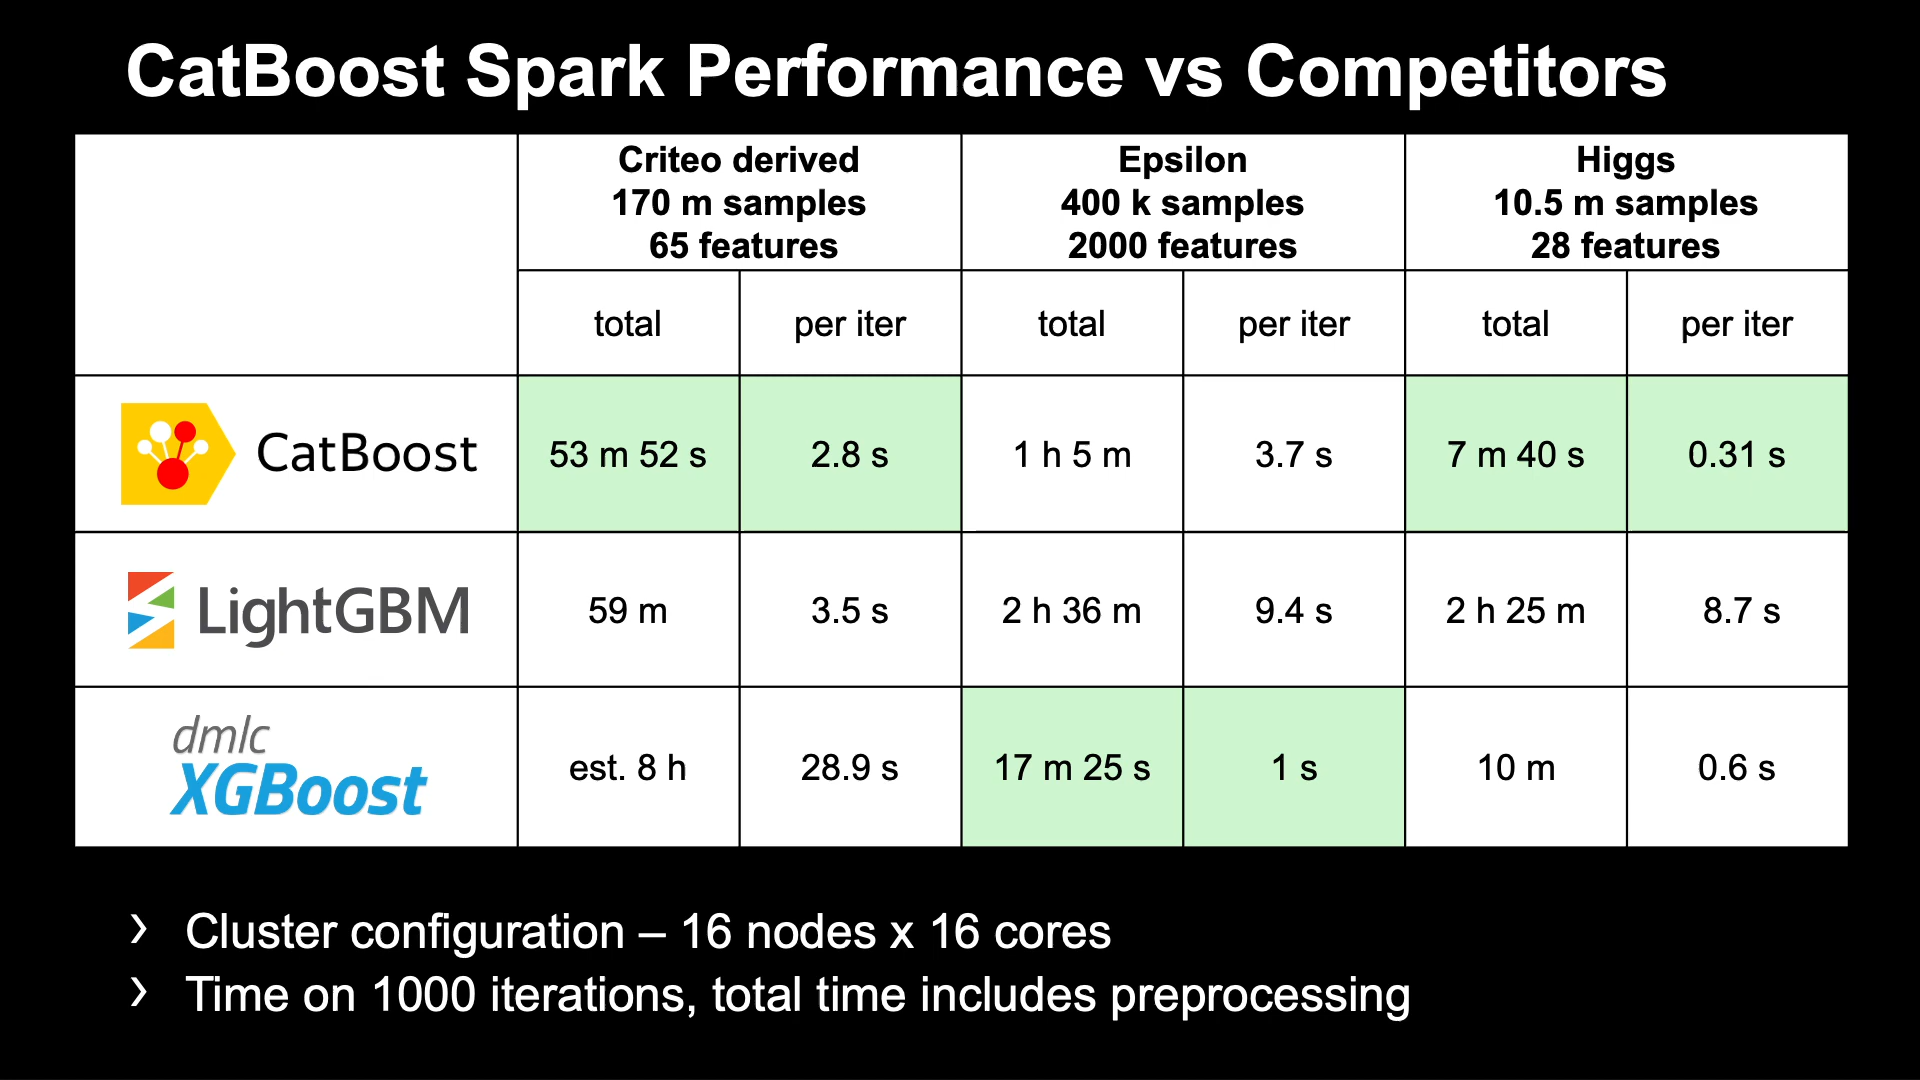 CatBoost Spark Performance vs Competitors
Criteo derived
170 m samples
65 features
Epsilon
400 k samples
2000 features
Higgs
10.5 m samples
28 features
total
per iter
total
per iter
total
per iter
CatBoost
53 m 52 s
2.8 s
1 h 5 m
3.7 s
7 m 40 s
0.31 s
LightGBM
59 m
3.5 s
2 h 36 m
9.4 s
2 h 25 m
8.7 s
dmlc
XGBoost
est. 8 h
28.9 s
17 m 25 s
1 s
10 m
0.6 s
› Cluster configuration – 16 nodes x 16 cores
› Time on 1000 iterations, total time includes preprocessing